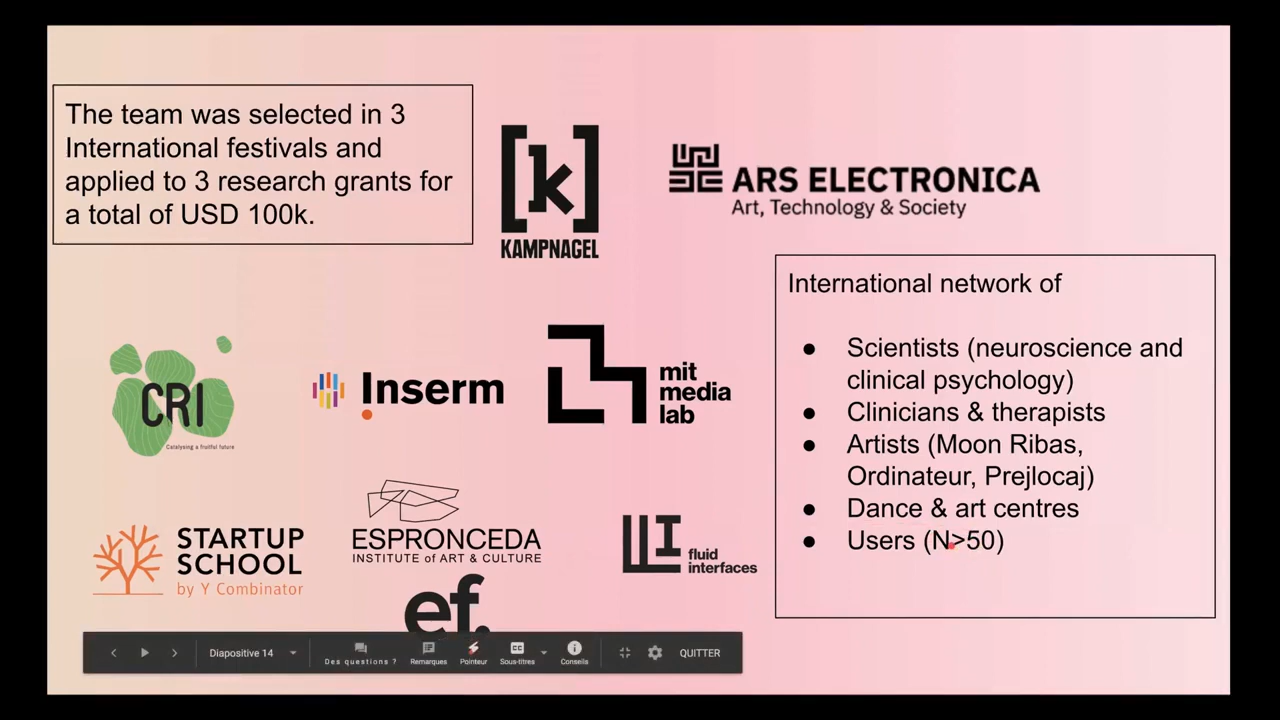 The team was selected in 3
International festivals and
applied to 3 research grants for
a total of USD 100k.
[k]
KAMPNAGEL
ARS ELECTRONICA
Art, Technology & Society
International network of
● Scientists (neuroscience and
clinical psychology)
● Clinicians & therapists
● Artists (Moon Ribas,
Ordinateur, Prejlocaj)
● Dance & art centres
● Users (N>50)
CRI
Catalysing a fruitful future
Inserm
mit
media
lab
STARTUP
SCHOOL
by Y Combinator
ESPRONCEDA
INSTITUTE of ART & CULTURE
fluid
interfaces
ef.
Diapositive 14
Des questions ?
Remarques
Pointeur
Sous-titres
Conseils
QUITTER